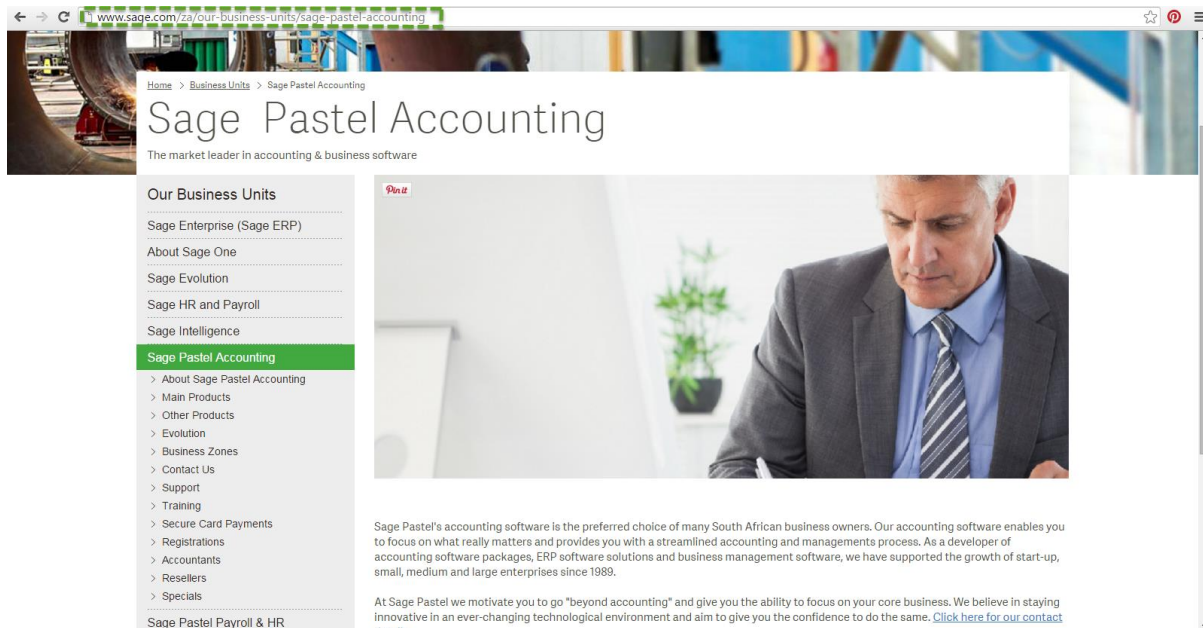 www.sage.com/za/our-business-units/sage-pastel-accounting
Home > Business Units > Sage Pastel Accounting
Sage Pastel Accounting
The market leader in accounting & business software
Our Business Units
Sage Enterprise (Sage ERP)
About Sage One
Sage Evolution
Sage HR and Payroll
Sage Intelligence
Sage Pastel Accounting
> About Sage Pastel Accounting
> Main Products
> Other Products
> Evolution
> Business Zones
> Contact Us
> Support
> Training
> Secure Card Payments
> Registrations
> Accountants
> Resellers
> Specials
Sage Pastel Payroll & HR
Pin it
Sage Pastel's accounting software is the preferred choice of many South African business owners. Our accounting software enables you
to focus on what really matters and provides you with a streamlined accounting and managements process. As a developer of
accounting software packages, ERP software solutions and business management software, we have supported the growth of start-up,
small, medium and large enterprises since 1989.
At Sage Pastel we motivate you to go "beyond accounting" and give you the ability to focus on your core business. We believe in staying
innovative in an ever-changing technological environment and aim to give you the confidence to do the same. Click here for our contact